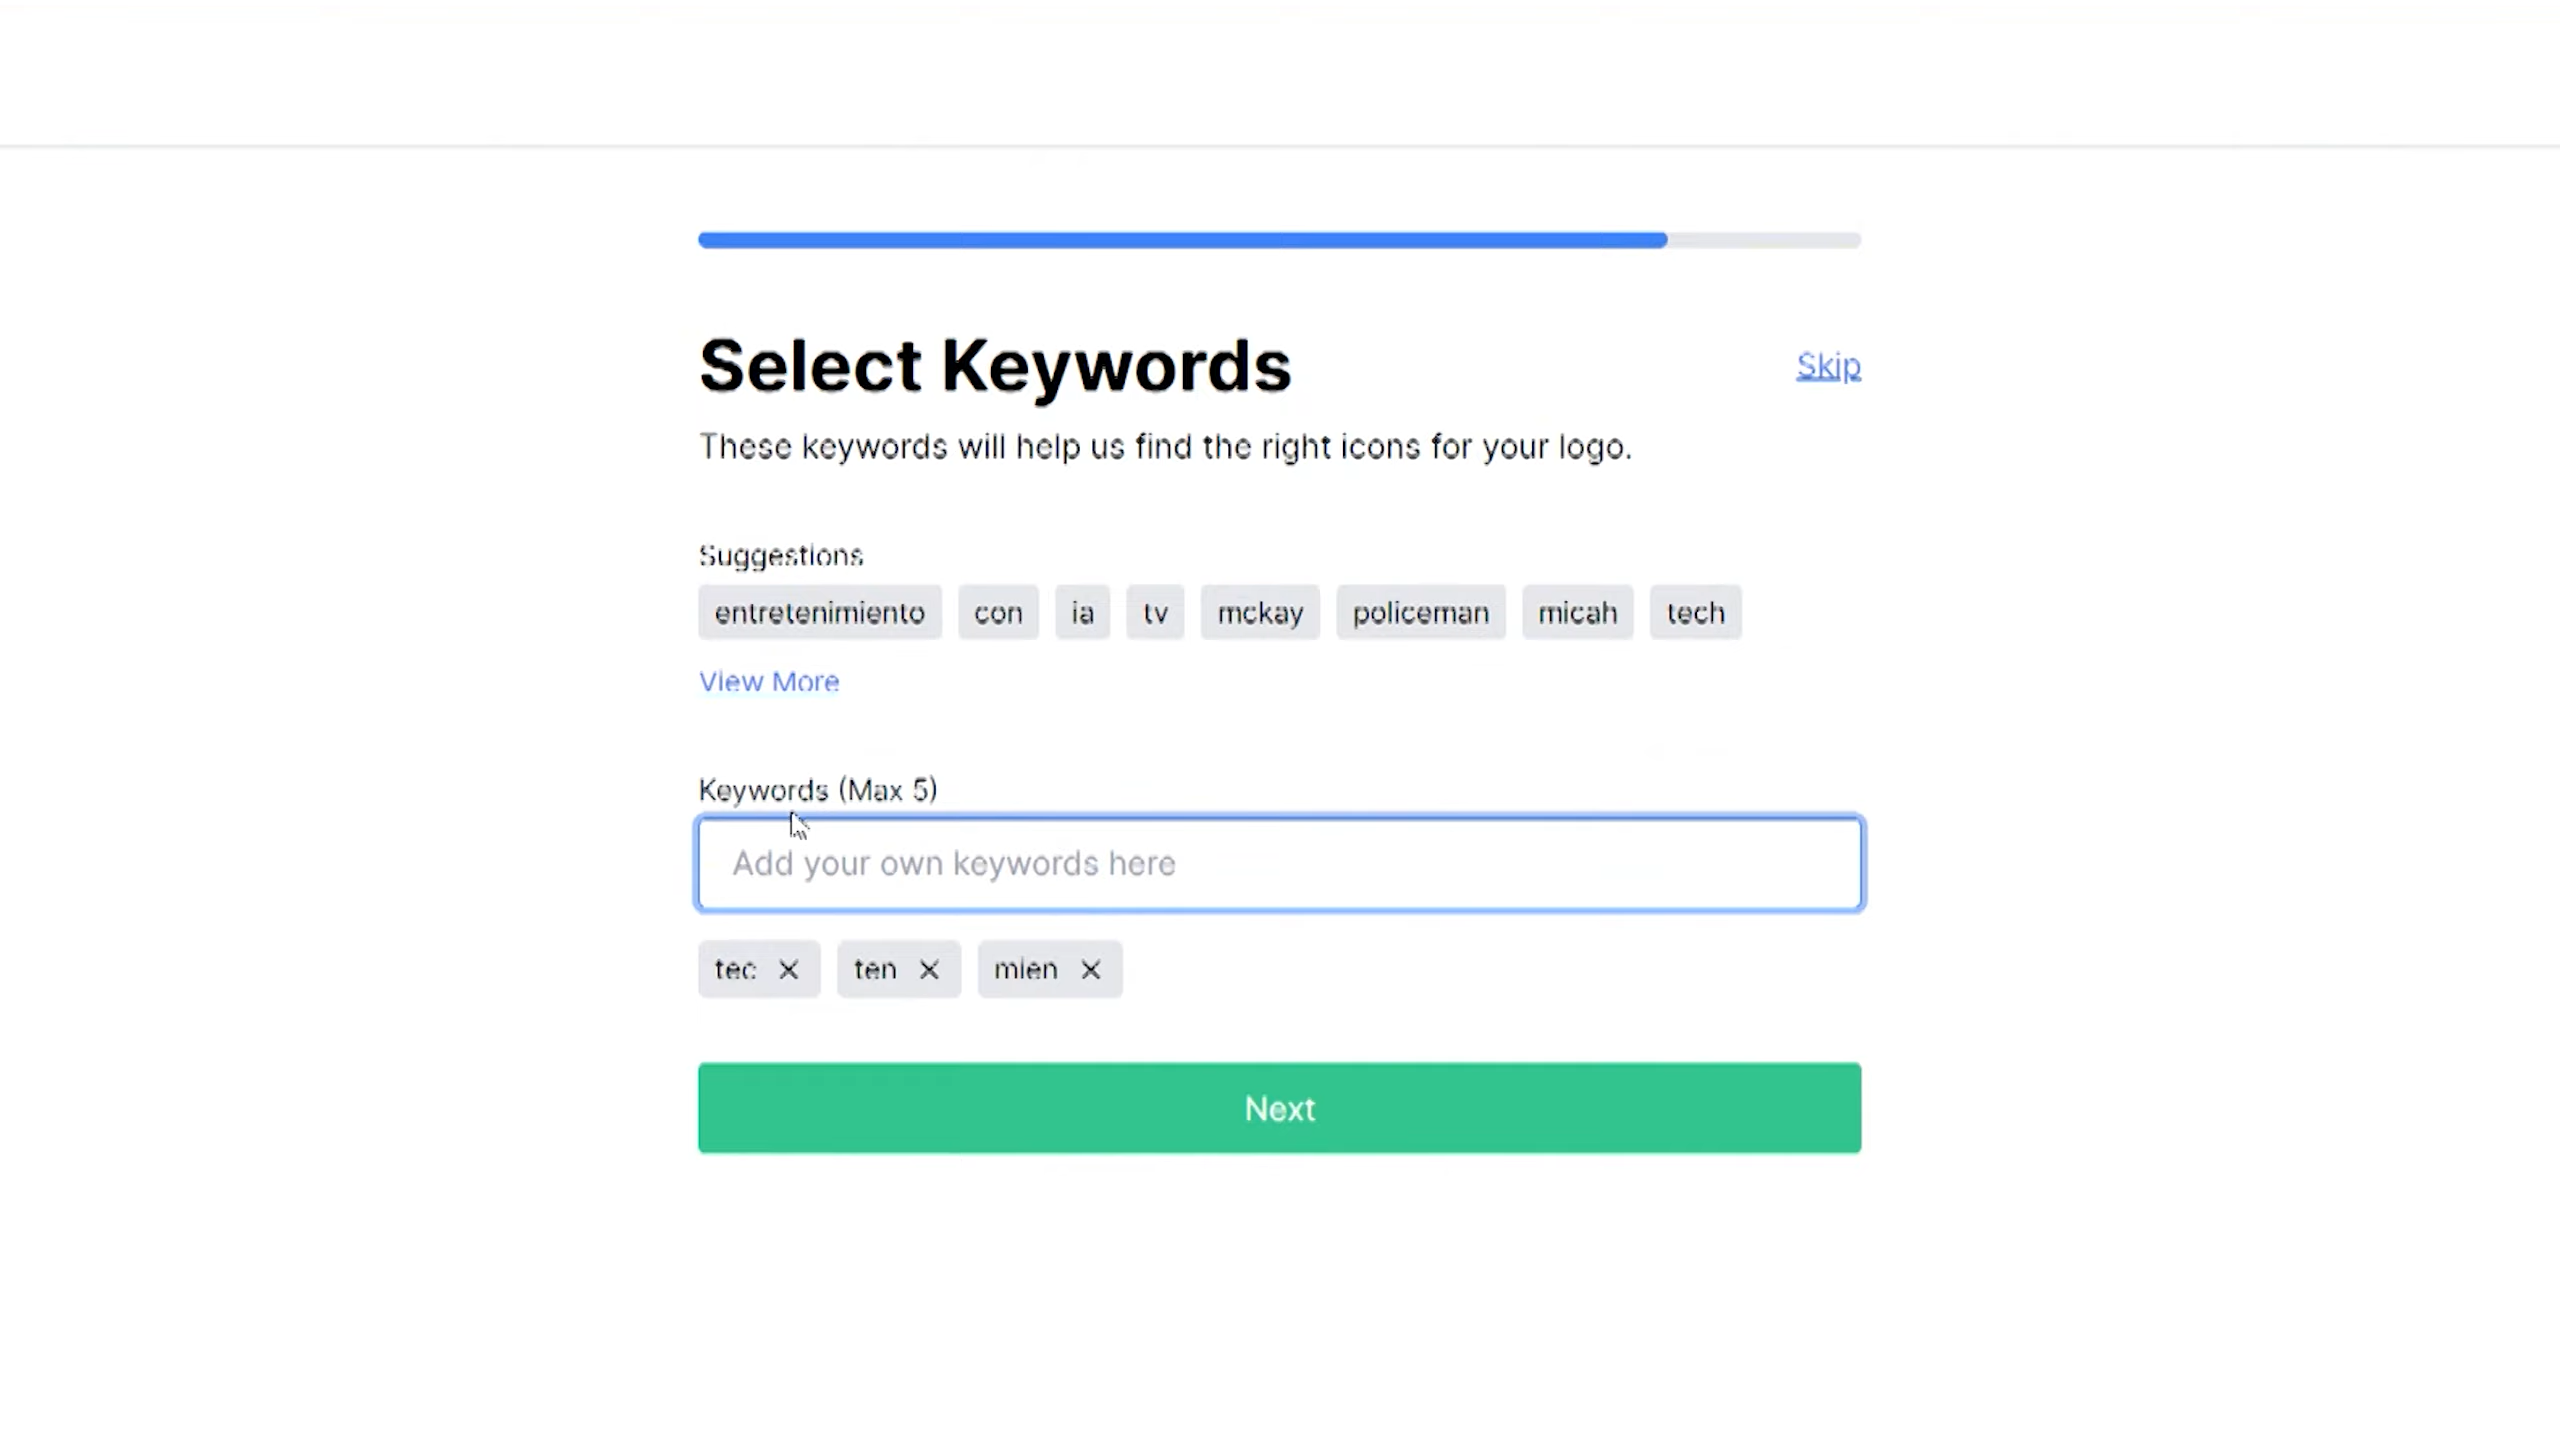 Select Keywords
Skip
These keywords will help us find the right icons for your logo.
Suggestions
entretenimiento con ia tv mckay policeman micah tech
View More
Keywords (Max 5)
Add your own keywords here
tec ten mien
Next